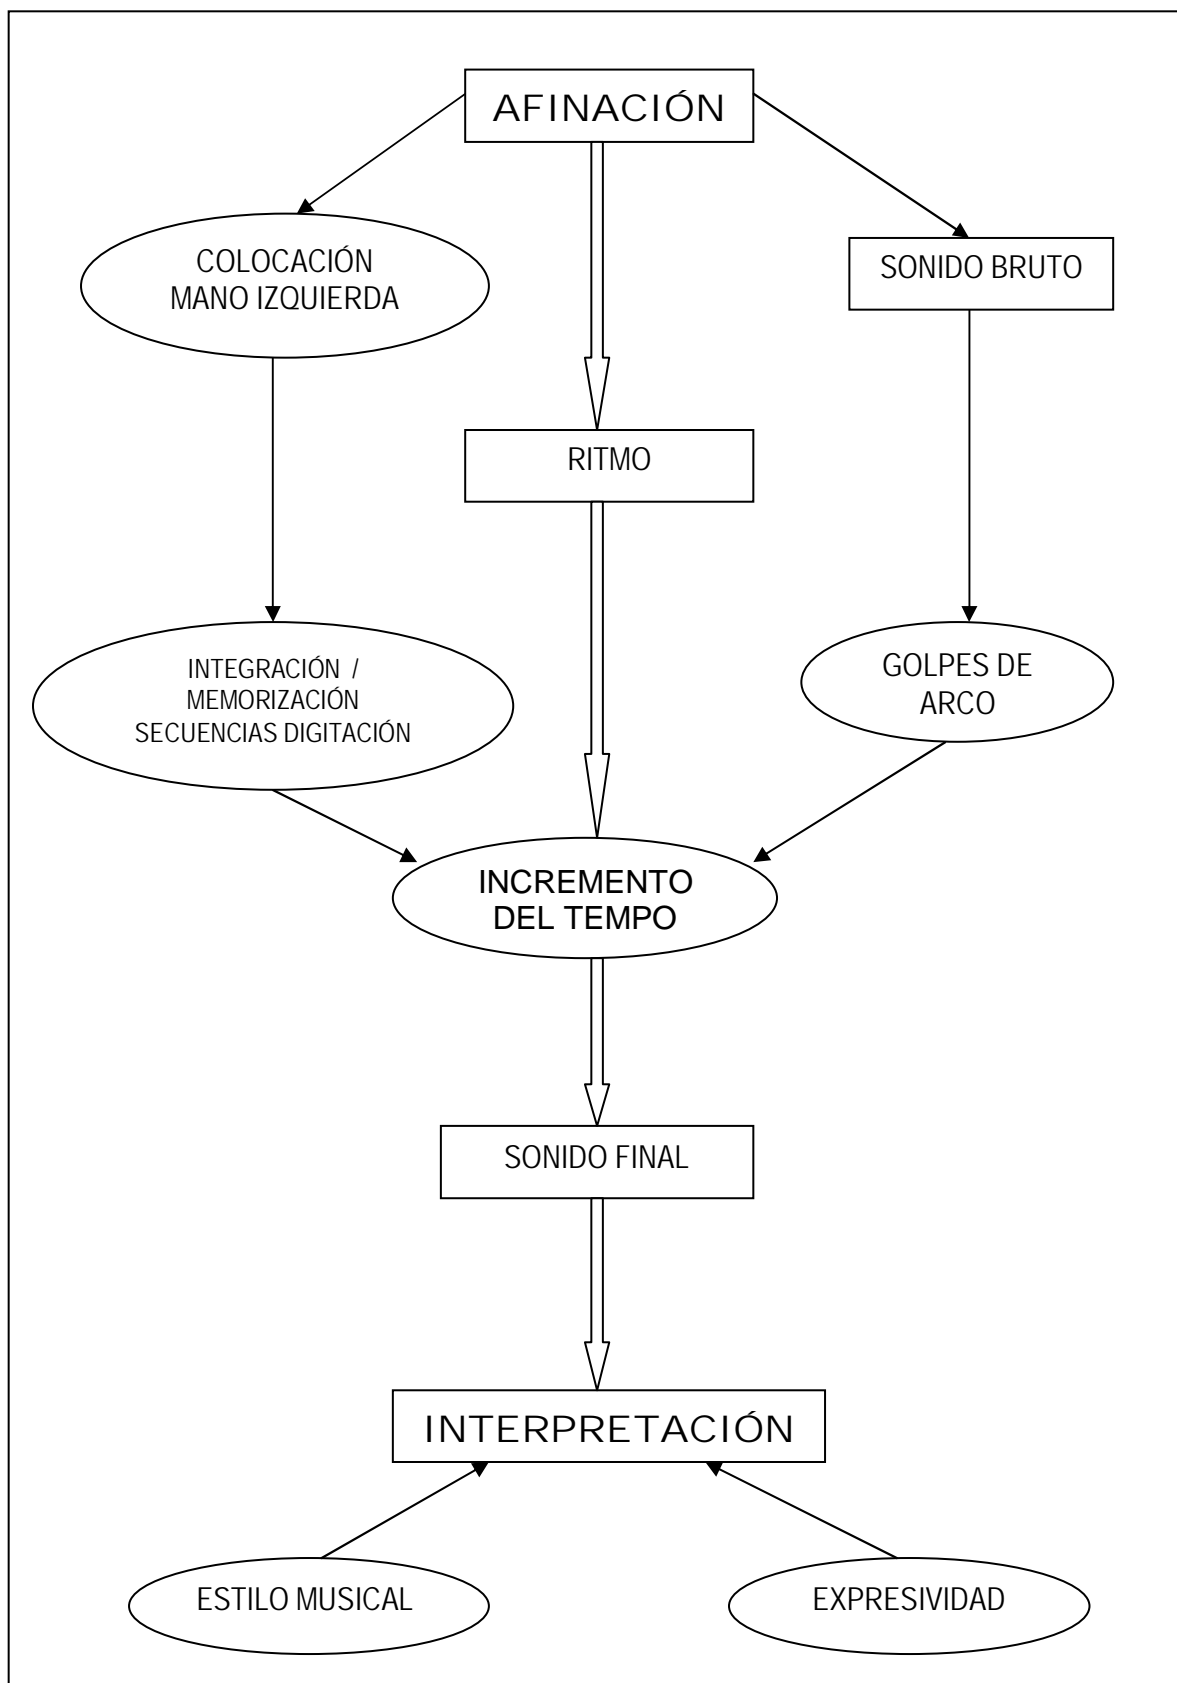 AFINACIÓN
COLOCACIÓN
MANO IZQUIERDA
SONIDO BRUTO
RITMO
INTEGRACIÓN /
MEMORIZACIÓN
SECUENCIAS DIGITACIÓN
GOLPES DE
ARCO
INCREMENTO
DEL TEMPO
SONIDO FINAL
INTERPRETACIÓN
ESTILO MUSICAL
EXPRESIVIDAD